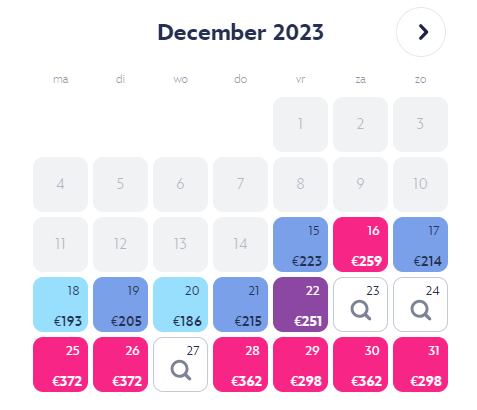 December 2023
ma di wo do vr za zo
1 2 3
4 5 6 7 8 9 10
11 12 13 14 15 16 17
€223 €259 €214
18 19 20 21 22 23 24
€193 €205 €186 €215 €251
25 26 27 28 29 30 31
€372 €372 €362 €298 €362 €298